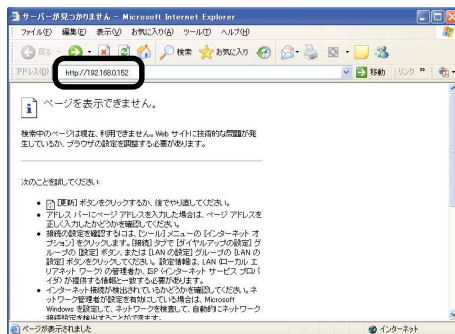 サーバーが見つかりません - Microsoft Internet Explorer
ファイル(F) 編集(E) 表示(V) お気に入り(A) ツール(T) ヘルプ(H)
戻る 検索 お気に入り
アドレス(D) http://192.168.0.152 移動 リンク »
ページを表示できません。
検索中のページは現在、利用できません。Web サイトに技術的な問題が発
生しているか、ブラウザの設定を調整する必要があります。
次のことを試してください:
• [更新] ボタンをクリックするか、後でやり直してください。
• アドレス バーにページ アドレスを入力した場合は、ページ アドレスを
正しく入力したかどうかを確認してください。
• 接続の設定を確認するには、[ツール] メニューの [インターネット オ
プション] をクリックします。[接続] タブで [ダイヤルアップの設定] グ
ループの [設定] ボタン、または [LAN の設定] グループの [LAN の
設定] ボタンをクリックしてください。設定情報は、LAN (ローカル エ
リア ネットワーク) の管理者か、ISP (インターネット サービス プロバ
イダ) が提供する情報と一致する必要があります。
• インターネット接続が検出されているかどうかを確認してください。ネ
ットワーク管理者が設定を有効にしている場合は、Microsoft
Windows を設定して、ネットワークを検査して、自動的にネットワーク
接続設定を検出することができます。
ページが表示されました インターネット